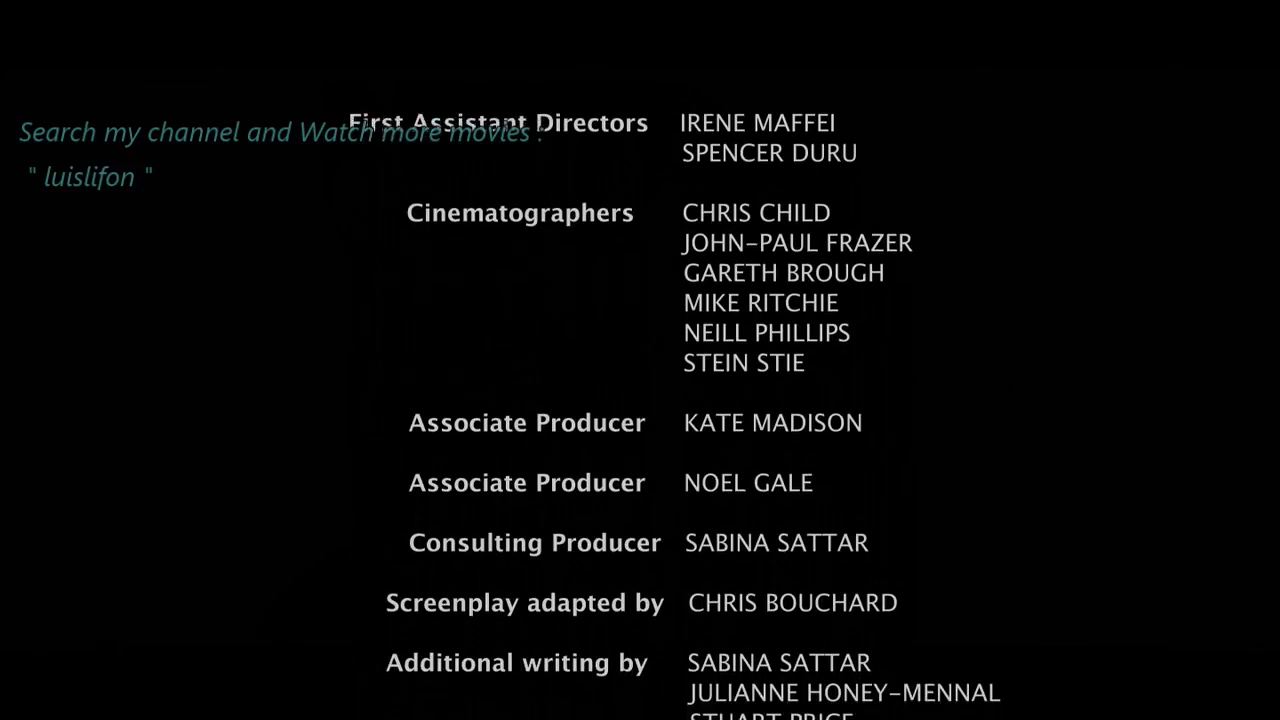 Search my channel and Watch more movies :
" luislifon "
First Assistant Directors IRENE MAFFEI
SPENCER DURU
Cinematographers CHRIS CHILD
JOHN-PAUL FRAZER
GARETH BROUGH
MIKE RITCHIE
NEILL PHILLIPS
STEIN STIE
Associate Producer KATE MADISON
Associate Producer NOEL GALE
Consulting Producer SABINA SATTAR
Screenplay adapted by CHRIS BOUCHARD
Additional writing by SABINA SATTAR
JULIANNE HONEY-MENNAL
STUART PRICE